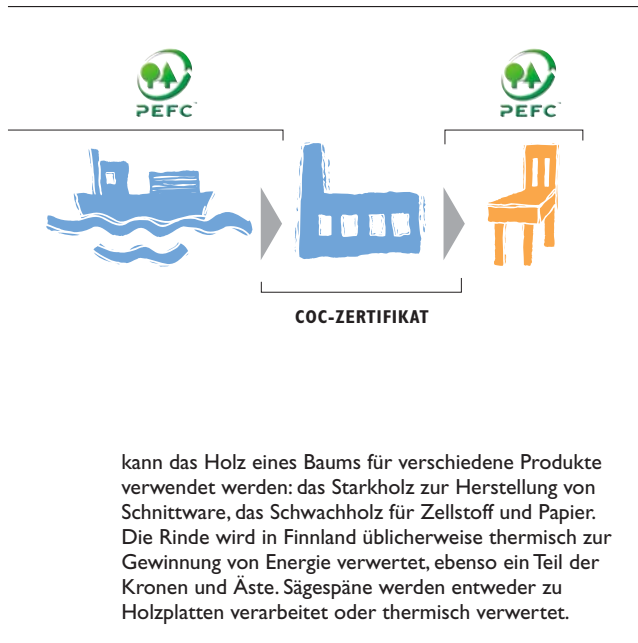 PEFC™ PEFC™
COC-ZERTIFIKAT
kann das Holz eines Baums für verschiedene Produkte
verwendet werden: das Starkholz zur Herstellung von
Schnittware, das Schwachholz für Zellstoff und Papier.
Die Rinde wird in Finnland üblicherweise thermisch zur
Gewinnung von Energie verwertet, ebenso ein Teil der
Kronen und Äste. Sägespäne werden entweder zu
Holzplatten verarbeitet oder thermisch verwertet.